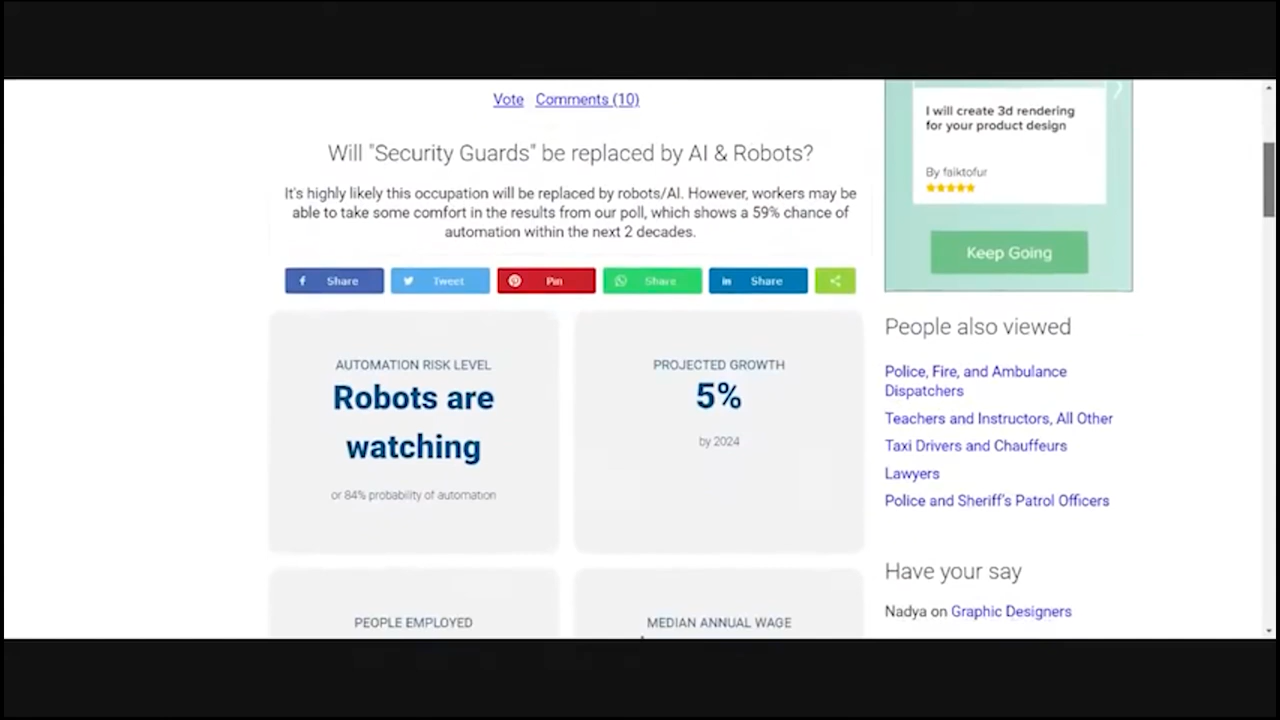 Vote Comments (10)
Will "Security Guards" be replaced by AI & Robots?
It's highly likely this occupation will be replaced by robots/AI. However, workers may be
able to take some comfort in the results from our poll, which shows a 59% chance of
automation within the next 2 decades.
Share Tweet Pin Share Share
AUTOMATION RISK LEVEL
Robots are
watching
or 84% probability of automation
PROJECTED GROWTH
5%
by 2024
PEOPLE EMPLOYED
MEDIAN ANNUAL WAGE
I will create 3d rendering
for your product design
By faiktofur
Keep Going
People also viewed
Police, Fire, and Ambulance
Dispatchers
Teachers and Instructors, All Other
Taxi Drivers and Chauffeurs
Lawyers
Police and Sheriff's Patrol Officers
Have your say
Nadya on Graphic Designers